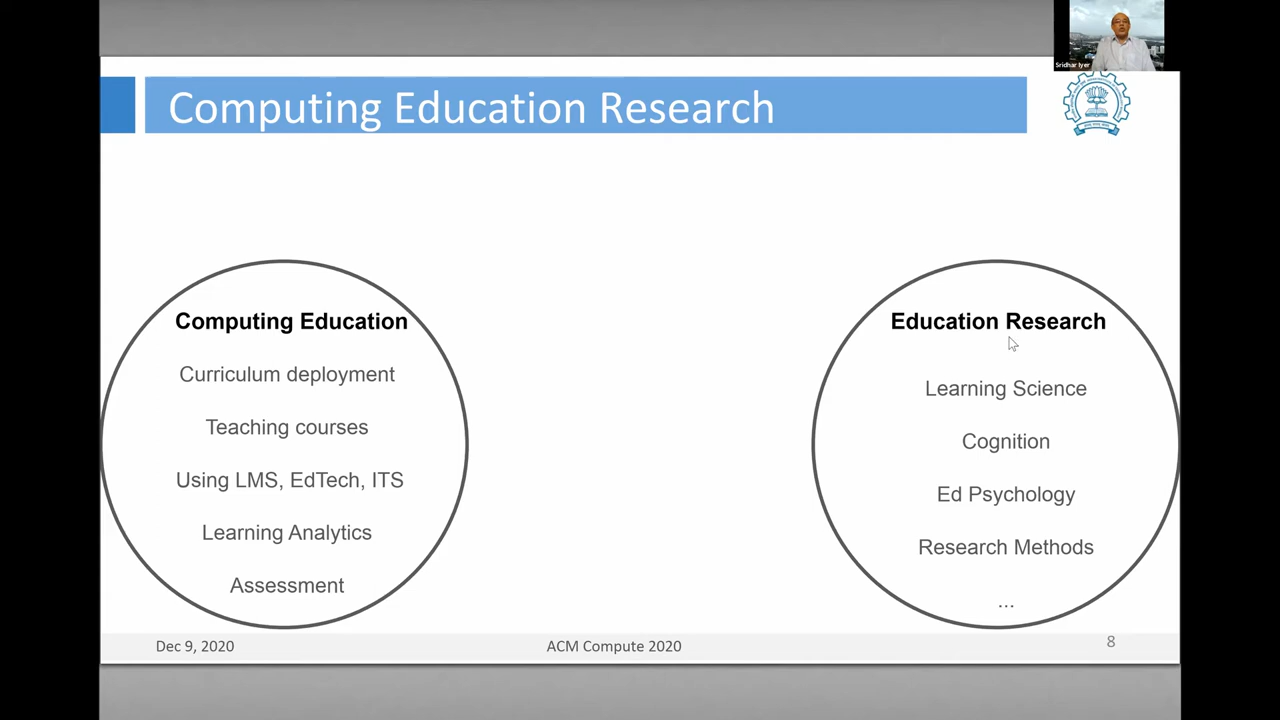 Sridhar Iyer
Computing Education Research
Computing Education
Curriculum deployment
Teaching courses
Using LMS, EdTech, ITS
Learning Analytics
Assessment
Education Research
Learning Science
Cognition
Ed Psychology
Research Methods
...
Dec 9, 2020
ACM Compute 2020
8